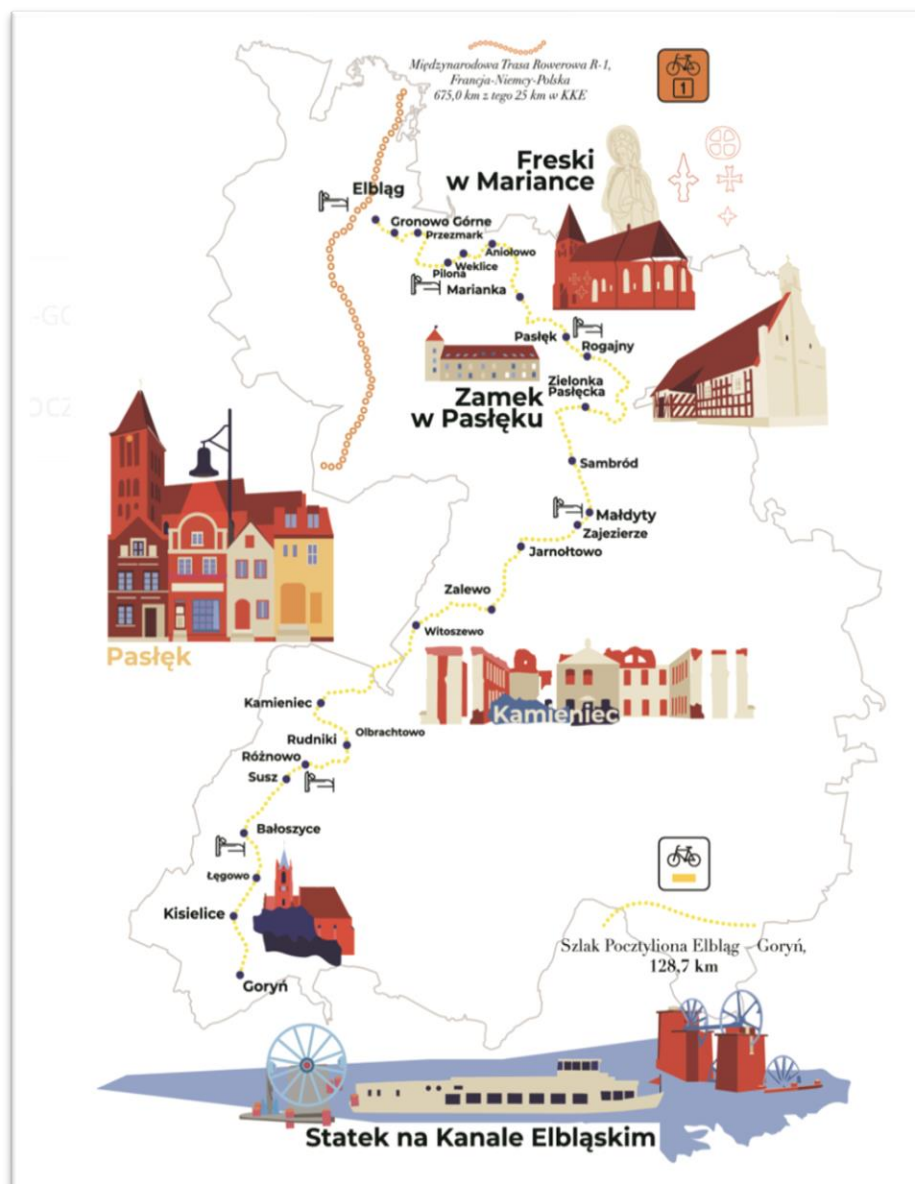 Międzynarodowa Trasa Rowerowa R-1,
Francja-Niemcy-Polska
675,0 km z tego 25 km w KKE
1
Freski
w Mariance
Elbląg
Gronowo Górne
Przezmark
Aniołowo
Weklice
Pilona
Marianka
Pasłęk
Rogajny
Zielonka
Pasłęcka
Zamek
w Pasłęku
Sambród
Małdyty
Zajezierze
Jarnołtowo
Zalewo
Witoszewo
Pasłęk
Kamieniec
Kamieniec
Olbrachtowo
Rudniki
Różnowo
Susz
Bałoszyce
Łęgowo
Kisielice
Goryń
Szlak Pocztyliona Elbląg – Goryń,
128,7 km
Statek na Kanale Elbląskim